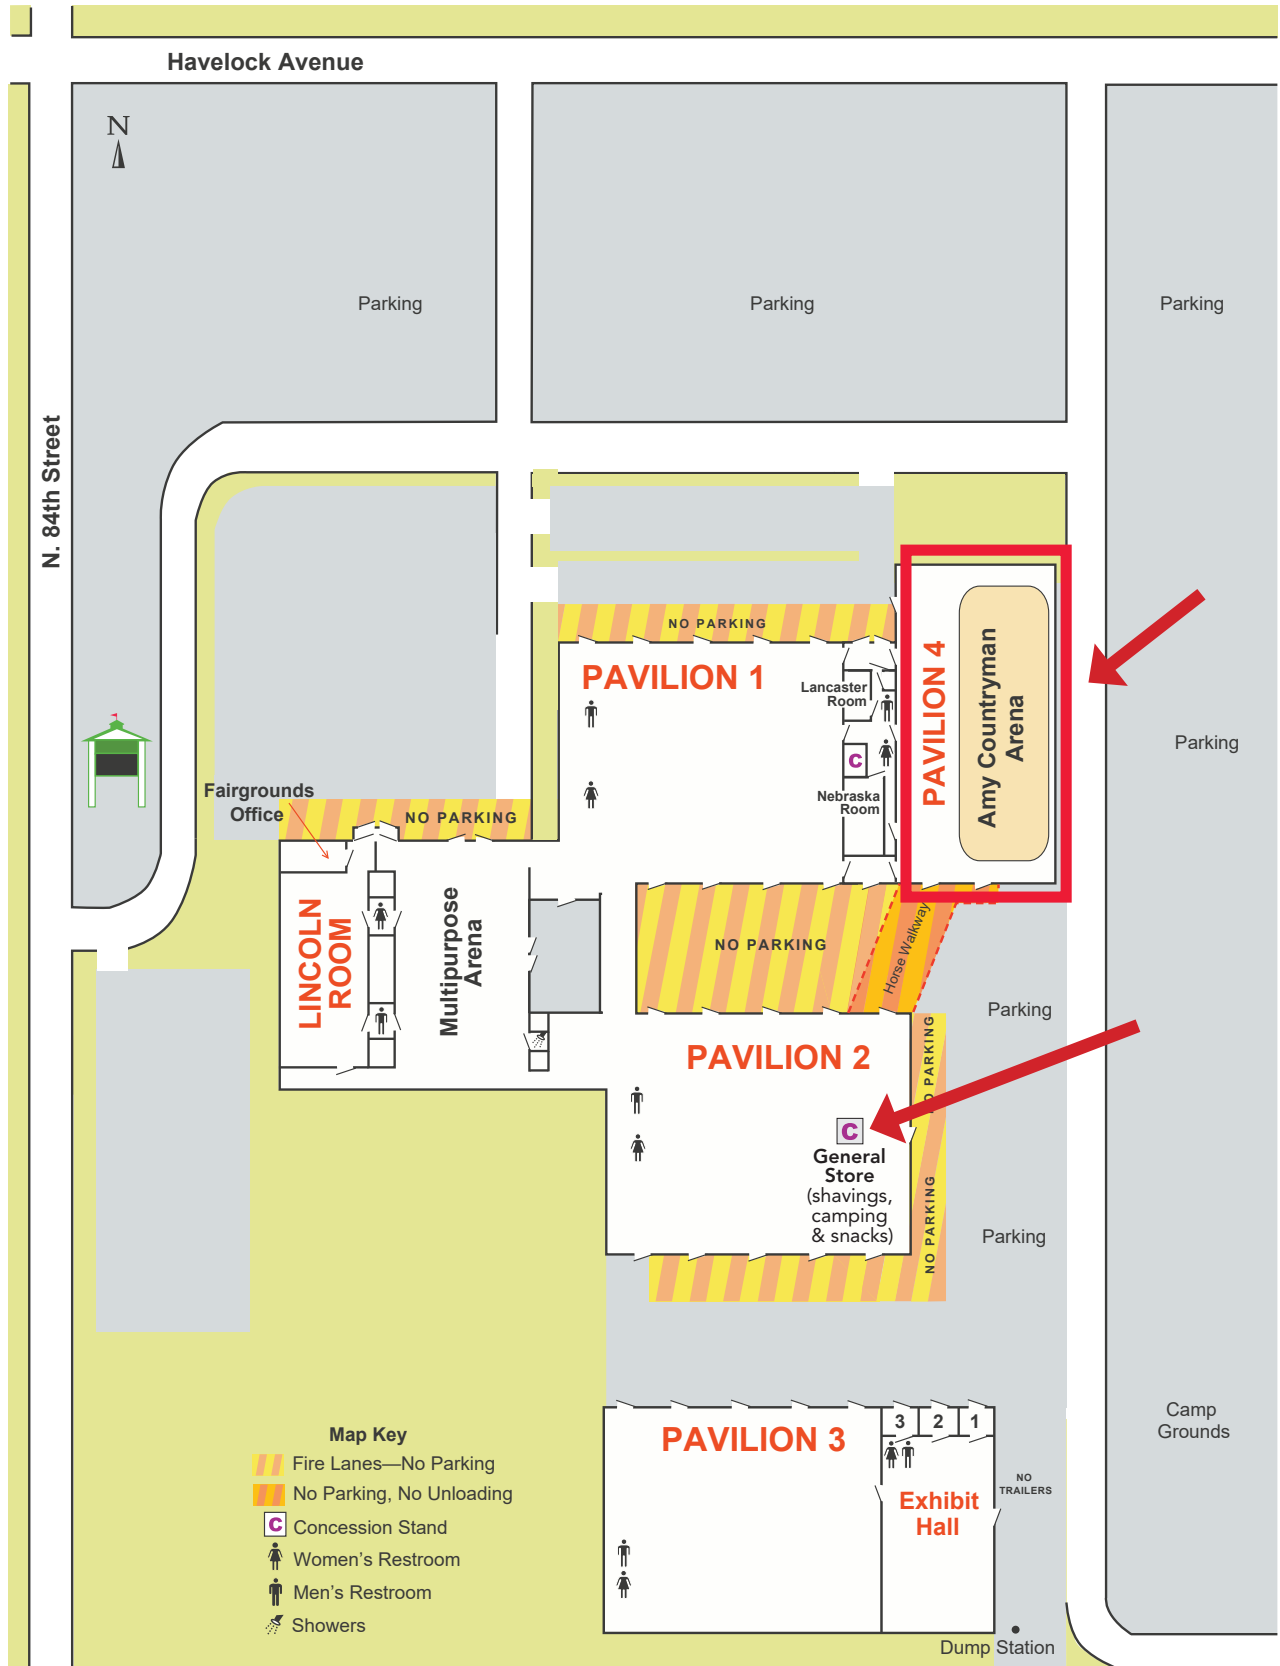 Havelock Avenue
N
Parking
Parking
Parking
N. 84th Street
NO PARKING
PAVILION 1
Lancaster
Room
C
Nebraska
Room
PAVILION 4
Amy Countryman
Arena
Parking
Fairgrounds
Office
NO PARKING
LINCOLN
ROOM
Multipurpose
Arena
NO PARKING
Horse Walkway
Parking
PAVILION 2
NO PARKING
C
General
Store
(shavings,
camping
& snacks)
NO PARKING
Parking
PAVILION 3
3
2
1
Exhibit
Hall
NO
TRAILERS
Camp
Grounds
Dump Station
Map Key
Fire Lanes—No Parking
No Parking, No Unloading
C Concession Stand
Women's Restroom
Men's Restroom
Showers